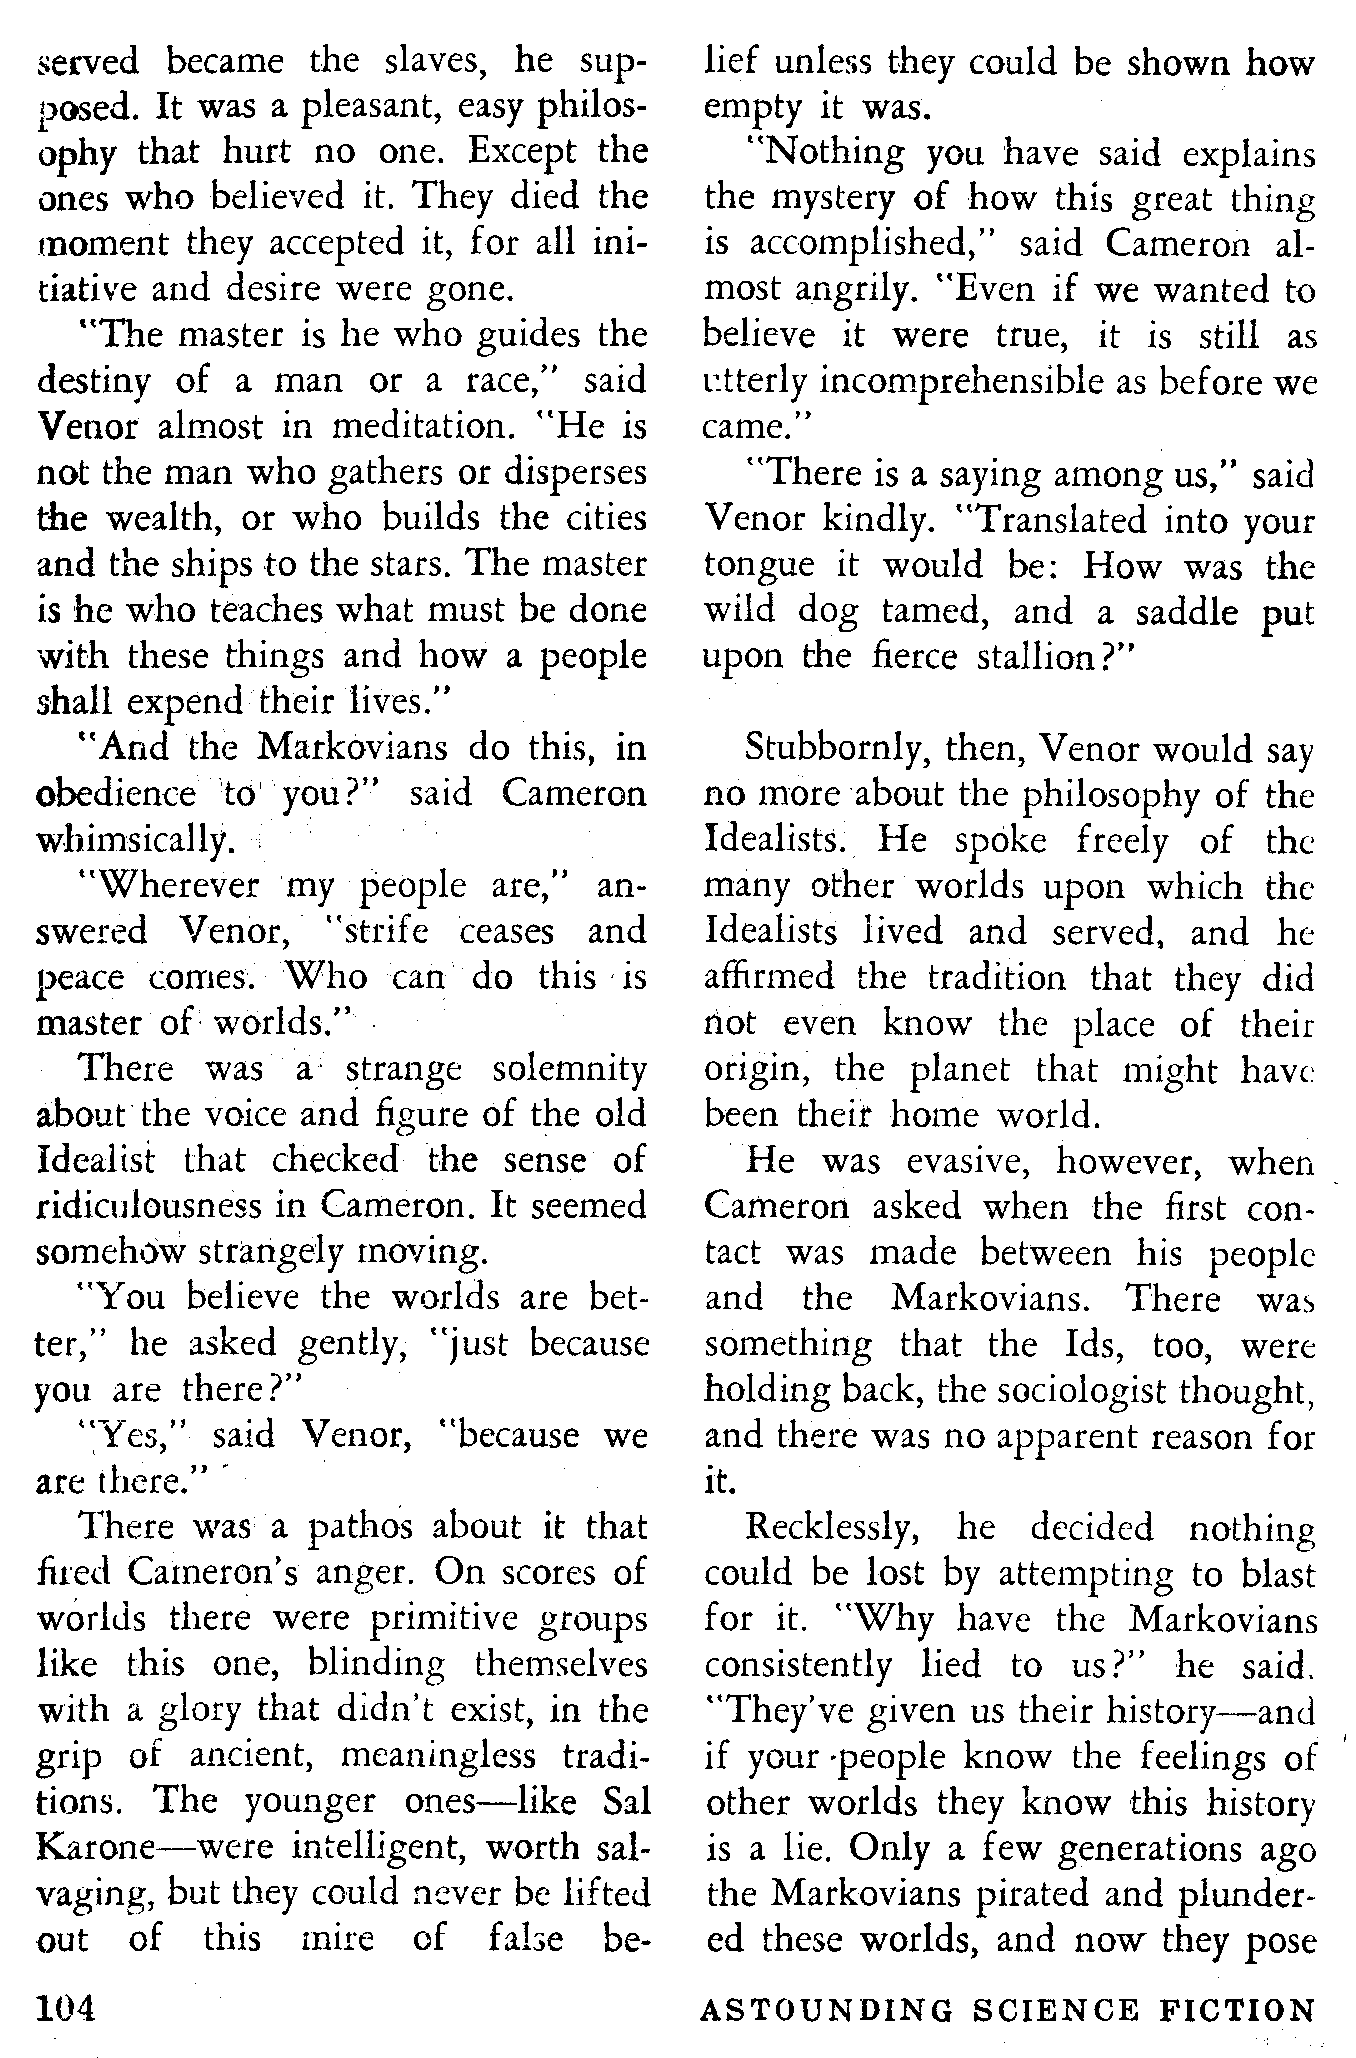 served became the slaves, he sup-
posed. It was a pleasant, easy philos-
ophy that hurt no one. Except the
ones who believed it. They died the
moment they accepted it, for all ini-
tiative and desire were gone.
"The master is he who guides the
destiny of a man or a race," said
Venor almost in meditation. "He is
not the man who gathers or disperses
the wealth, or who builds the cities
and the ships to the stars. The master
is he who teaches what must be done
with these things and how a people
shall expend their lives."
"And the Markovians do this, in
obedience to you?" said Cameron
whimsically.
"Wherever my people are," an-
swered Venor, "strife ceases and
peace comes. Who can do this is
master of worlds."
There was a strange solemnity
about the voice and figure of the old
Idealist that checked the sense of
ridiculousness in Cameron. It seemed
somehow strangely moving.
"You believe the worlds are bet-
ter," he asked gently, "just because
you are there?"
"Yes," said Venor, "because we
are there."
There was a pathos about it that
fired Cameron's anger. On scores of
worlds there were primitive groups
like this one, blinding themselves
with a glory that didn't exist, in the
grip of ancient, meaningless tradi-
tions. The younger ones—like Sal
Karone—were intelligent, worth sal-
vaging, but they could never be lifted
out of this mire of false be-
lief unless they could be shown how
empty it was.
"Nothing you have said explains
the mystery of how this great thing
is accomplished," said Cameron al-
most angrily. "Even if we wanted to
believe it were true, it is still as
utterly incomprehensible as before we
came."
"There is a saying among us," said
Venor kindly. "Translated into your
tongue it would be: How was the
wild dog tamed, and a saddle put
upon the fierce stallion?"
Stubbornly, then, Venor would say
no more about the philosophy of the
Idealists. He spoke freely of the
many other worlds upon which the
Idealists lived and served, and he
affirmed the tradition that they did
not even know the place of their
origin, the planet that might have
been their home world.
He was evasive, however, when
Cameron asked when the first con-
tact was made between his people
and the Markovians. There was
something that the Ids, too, were
holding back, the sociologist thought,
and there was no apparent reason for
it.
Recklessly, he decided nothing
could be lost by attempting to blast
for it. "Why have the Markovians
consistently lied to us?" he said.
"They've given us their history—and
if your people know the feelings of
other worlds they know this history
is a lie. Only a few generations ago
the Markovians pirated and plunder-
ed these worlds, and now they pose
104
ASTOUNDING SCIENCE FICTION